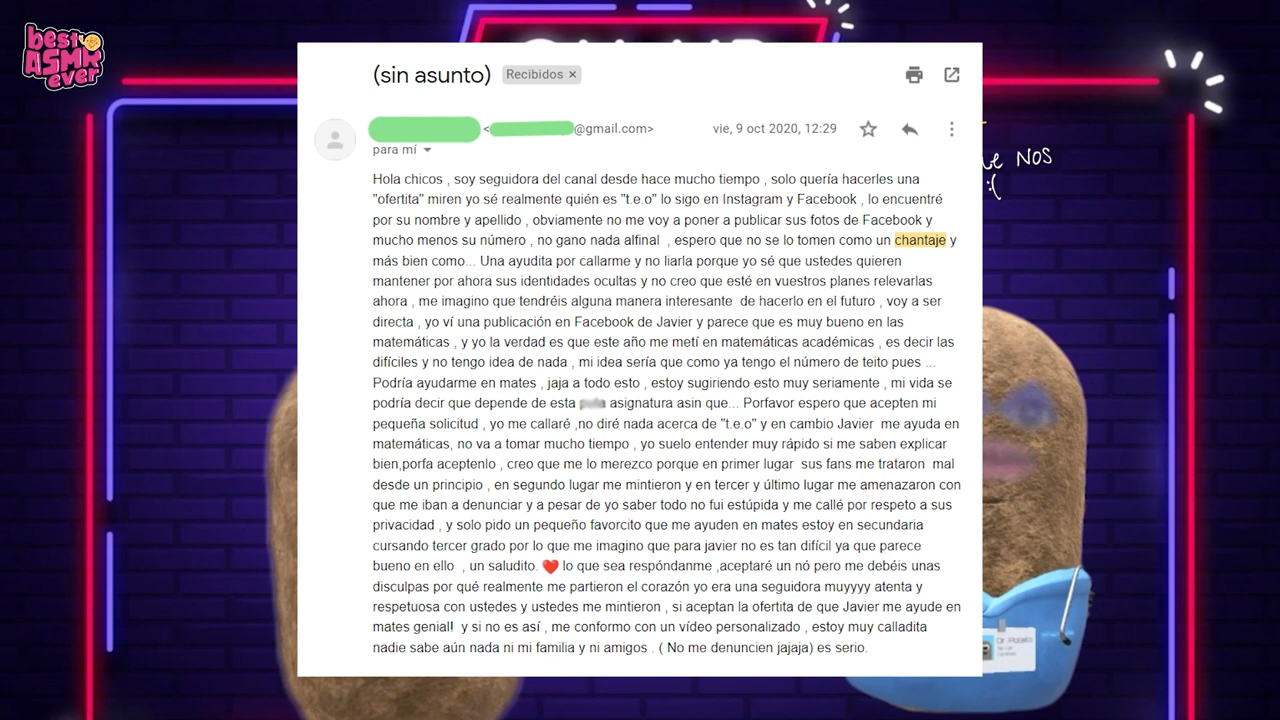 best
ASMR
ever
(sin asunto)
Recibidos ×
<
@gmail.com>
vie, 9 oct 2020, 12:29
para mí
Hola chicos , soy seguidora del canal desde hace mucho tiempo , solo quería hacerles una
"ofertita" miren yo sé realmente quién es "t.e.o" lo sigo en Instagram y Facebook , lo encuentré
por su nombre y apellido , obviamente no me voy a poner a publicar sus fotos de Facebook y
mucho menos su número , no gano nada alfinal , espero que no se lo tomen como un chantaje y
más bien como... Una ayudita por callarme y no liarla porque yo sé que ustedes quieren
mantener por ahora sus identidades ocultas y no creo que esté en vuestros planes relevarlas
ahora , me imagino que tendréis alguna manera interesante de hacerlo en el futuro , voy a ser
directa , yo ví una publicación en Facebook de Javier y parece que es muy bueno en las
matemáticas , y yo la verdad es que este año me metí en matemáticas académicas , es decir las
difíciles y no tengo idea de nada , mi idea sería que como ya tengo el número de teito pues ...
Podría ayudarme en mates , jaja a todo esto , estoy sugiriendo esto muy seriamente , mi vida se
podría decir que depende de esta asignatura asin que... Porfavor espero que acepten mi
pequeña solicitud , yo me callaré ,no diré nada acerca de "t.e.o" y en cambio Javier me ayuda en
matemáticas, no va a tomar mucho tiempo , yo suelo entender muy rápido si me saben explicar
bien,porfa aceptenlo , creo que me lo merezco porque en primer lugar sus fans me trataron mal
desde un principio , en segundo lugar me mintieron y en tercer y último lugar me amenazaron con
que me iban a denunciar y a pesar de yo saber todo no fui estúpida y me callé por respeto a sus
privacidad , y solo pido un pequeño favorcito que me ayuden en mates estoy en secundaria
cursando tercer grado por lo que me imagino que para javier no es tan difícil ya que parece
bueno en ello , un saludito. ❤️ lo que sea respóndanme ,aceptaré un nó pero me debéis unas
disculpas por qué realmente me partieron el corazón yo era una seguidora muyyyy atenta y
respetuosa con ustedes y ustedes me mintieron , si aceptan la ofertita de que Javier me ayude en
mates genial! y si no es así , me conformo con un vídeo personalizado , estoy muy calladita
nadie sabe aún nada ni mi familia y ni amigos . ( No me denuncien jajaja) es serio.
NOS
:(
Dr. Potato